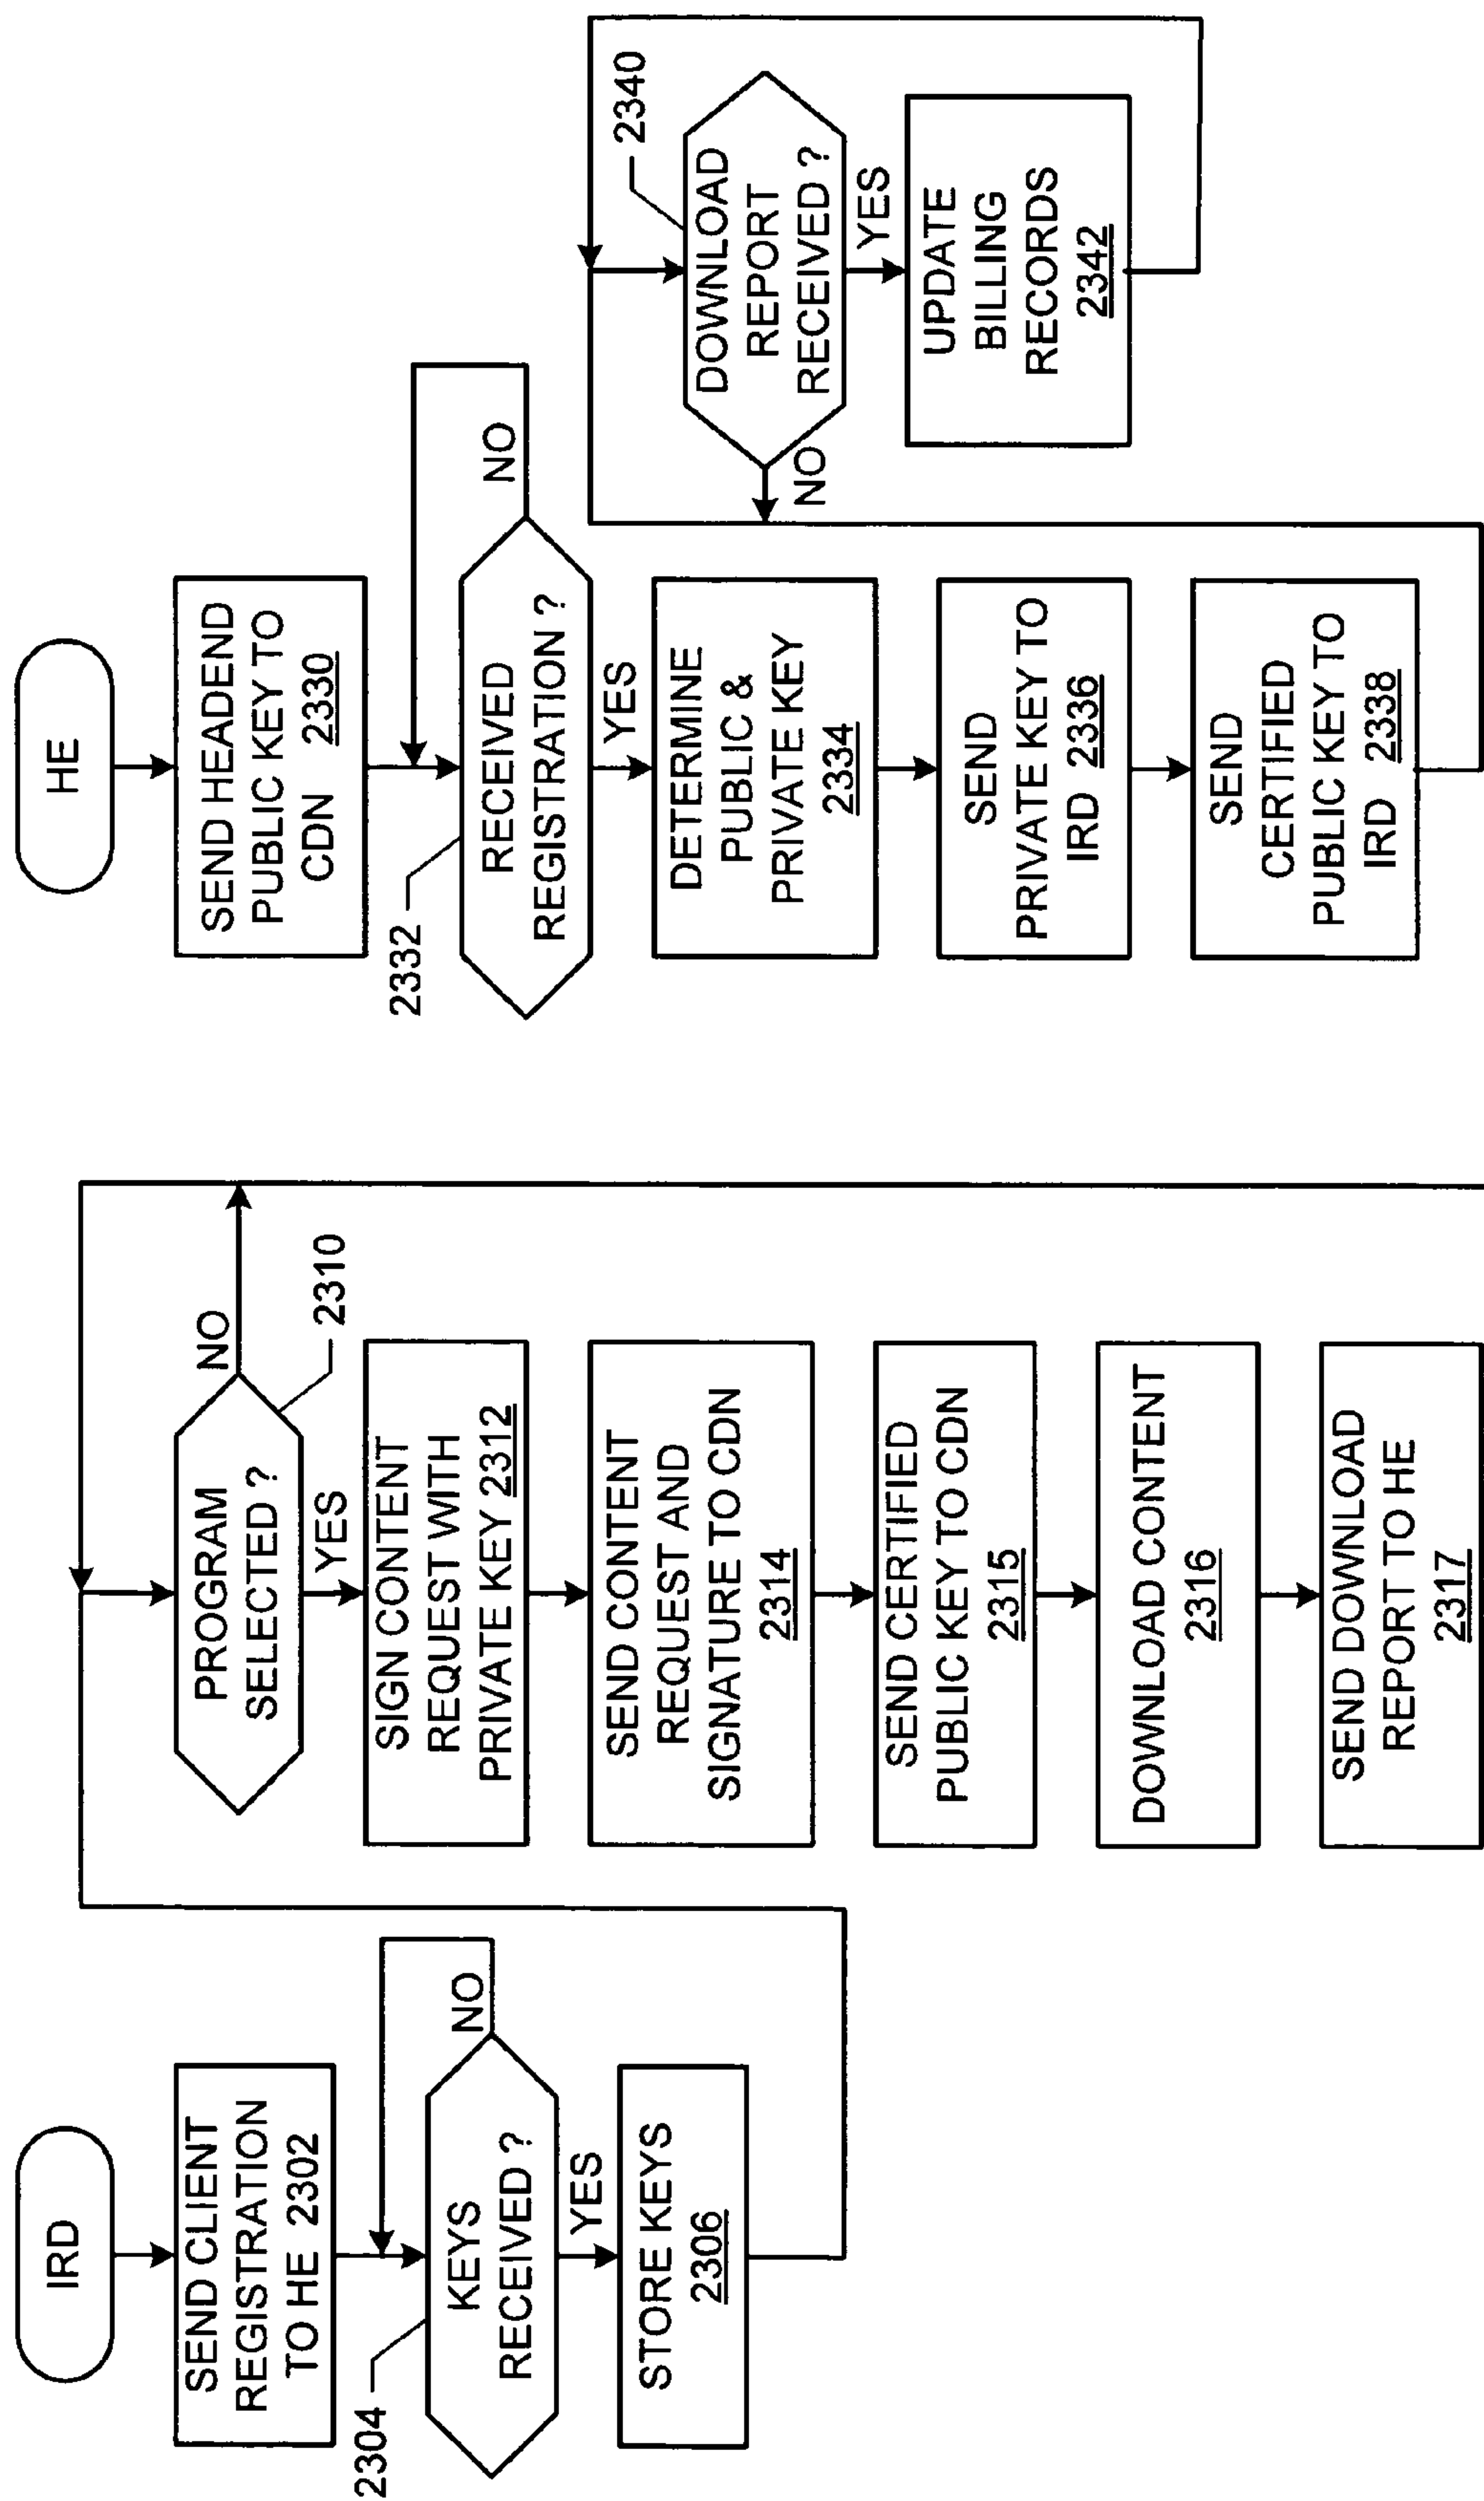 IRD
SEND CLIENT
REGISTRATION
TO HE 2302
2304
KEYS
RECEIVED ?
NO
YES
STORE KEYS
2306
PROGRAM
SELECTED ?
NO
2310
YES
SIGN CONTENT
REQUEST WITH
PRIVATE KEY 2312
SEND CONTENT
REQUEST AND
SIGNATURE TO CDN
2314
SEND CERTIFIED
PUBLIC KEY TO CDN
2315
DOWNLOAD CONTENT
2316
SEND DOWNLOAD
REPORT TO HE
2317
HE
SEND HEADEND
PUBLIC KEY TO
CDN 2330
2332
RECEIVED
REGISTRATION ?
NO
YES
DETERMINE
PUBLIC &
PRIVATE KEY
2334
SEND
PRIVATE KEY TO
IRD 2336
SEND
CERTIFIED
PUBLIC KEY TO
IRD 2338
2340
DOWNLOAD
REPORT
RECEIVED ?
NO
YES
UPDATE
BILLING
RECORDS
2342